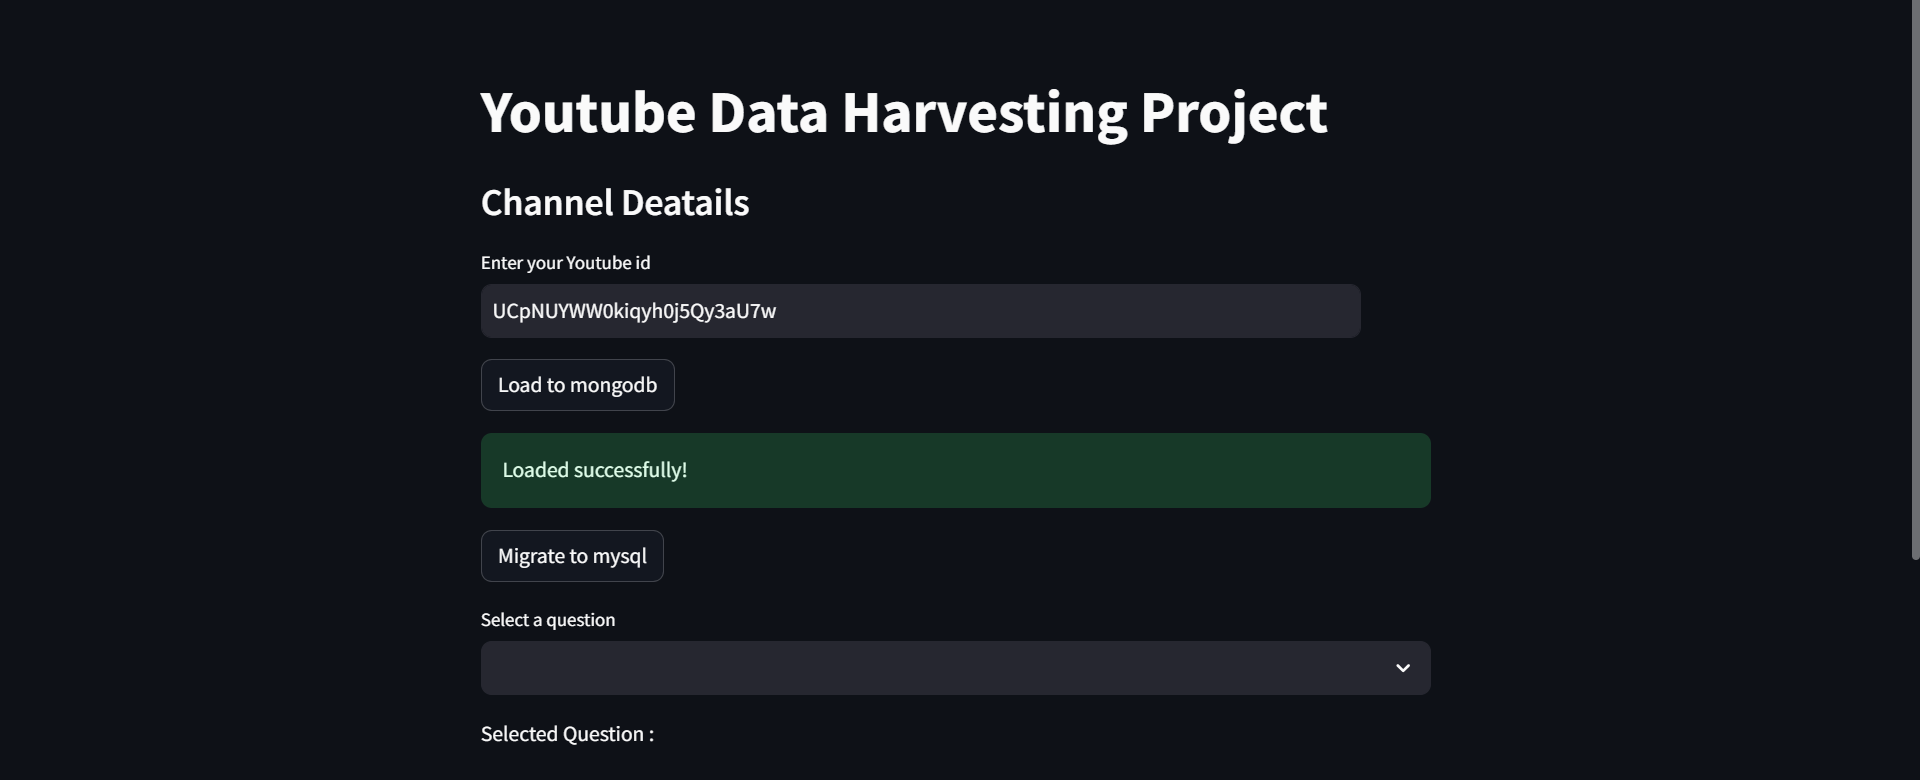 Youtube Data Harvesting Project
Channel Deatails
Enter your Youtube id
UCpNUYWW0kiqyh0j5Qy3aU7w
Load to mongodb
Loaded successfully!
Migrate to mysql
Select a question
Selected Question :